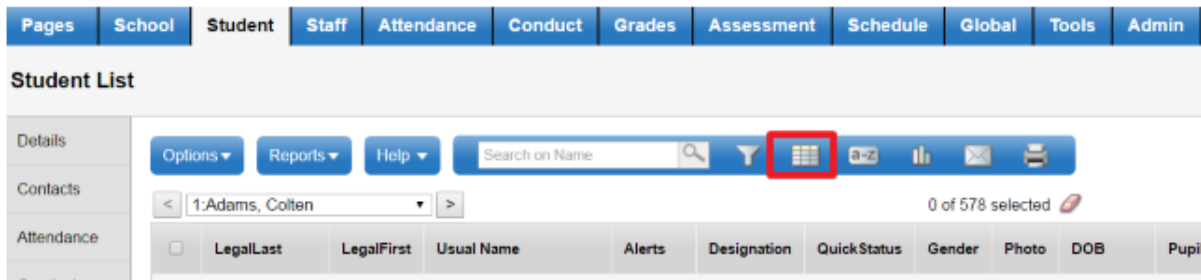 Pages School Student Staff Attendance Conduct Grades Assessment Schedule Global Tools Admin
Student List
Details
Options Reports Help Search on Name a-z
Contacts
< 1:Adams, Colten > 0 of 578 selected
Attendance
LegalLast LegalFirst Usual Name Alerts Designation QuickStatus Gender Photo DOB Pupi